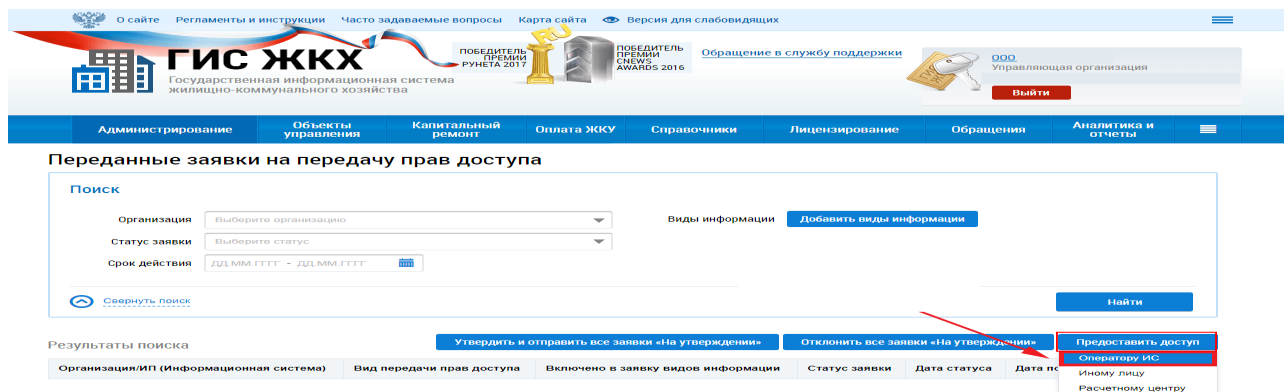 О сайте Регламенты и инструкции Часто задаваемые вопросы Карта сайта Версия для слабовидящих
ГИС ЖКХ
Государственная информационная система
жилищно-коммунального хозяйства
ПОБЕДИТЕЛЬ
ПРЕМИИ
РУНЕТА 2017
RU
ПОБЕДИТЕЛЬ
ПРЕМИИ
CNEWS
AWARDS 2016
Обращение в службу поддержки
ГИС ЖКХ
ООО
Управляющая организация
Выйти
Администрирование
Объекты
управления
Капитальный
ремонт
Оплата ЖКУ
Справочники
Лицензирование
Обращения
Аналитика и
отчеты
Переданные заявки на передачу прав доступа
Поиск
Организация Выберите организацию Виды информации Добавить виды информации
Статус заявки Выберите статус
Срок действия ДД.ММ.ГГГГ - ДД.ММ.ГГГГ
Свернуть поиск Найти
Результаты поиска Утвердить и отправить все заявки «На утверждении» Отклонить все заявки «На утверждении» Предоставить доступ
Оператору ИС
Организация/ИП (Информационная система) Вид передачи прав доступа Включено в заявку видов информации Статус заявки Дата статуса Дата по
Иному лицу
Расчетному центру